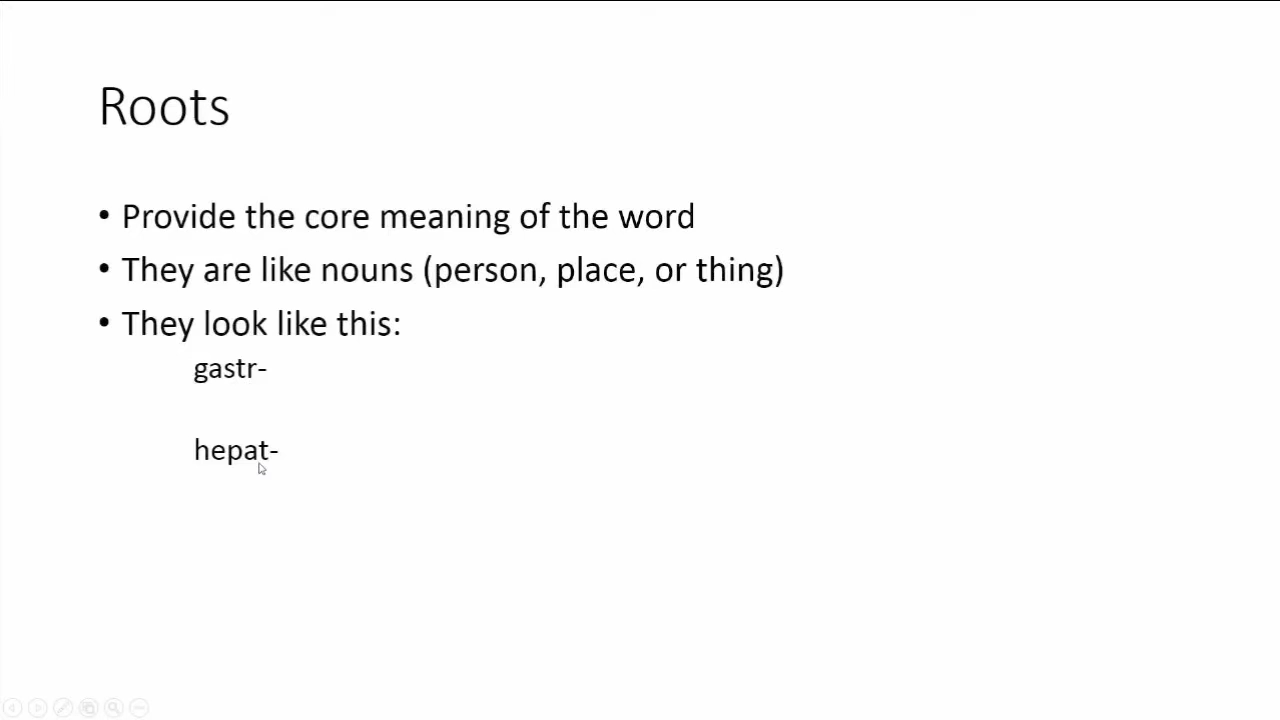 Roots
• Provide the core meaning of the word
• They are like nouns (person, place, or thing)
• They look like this:
gastr-
hepat-